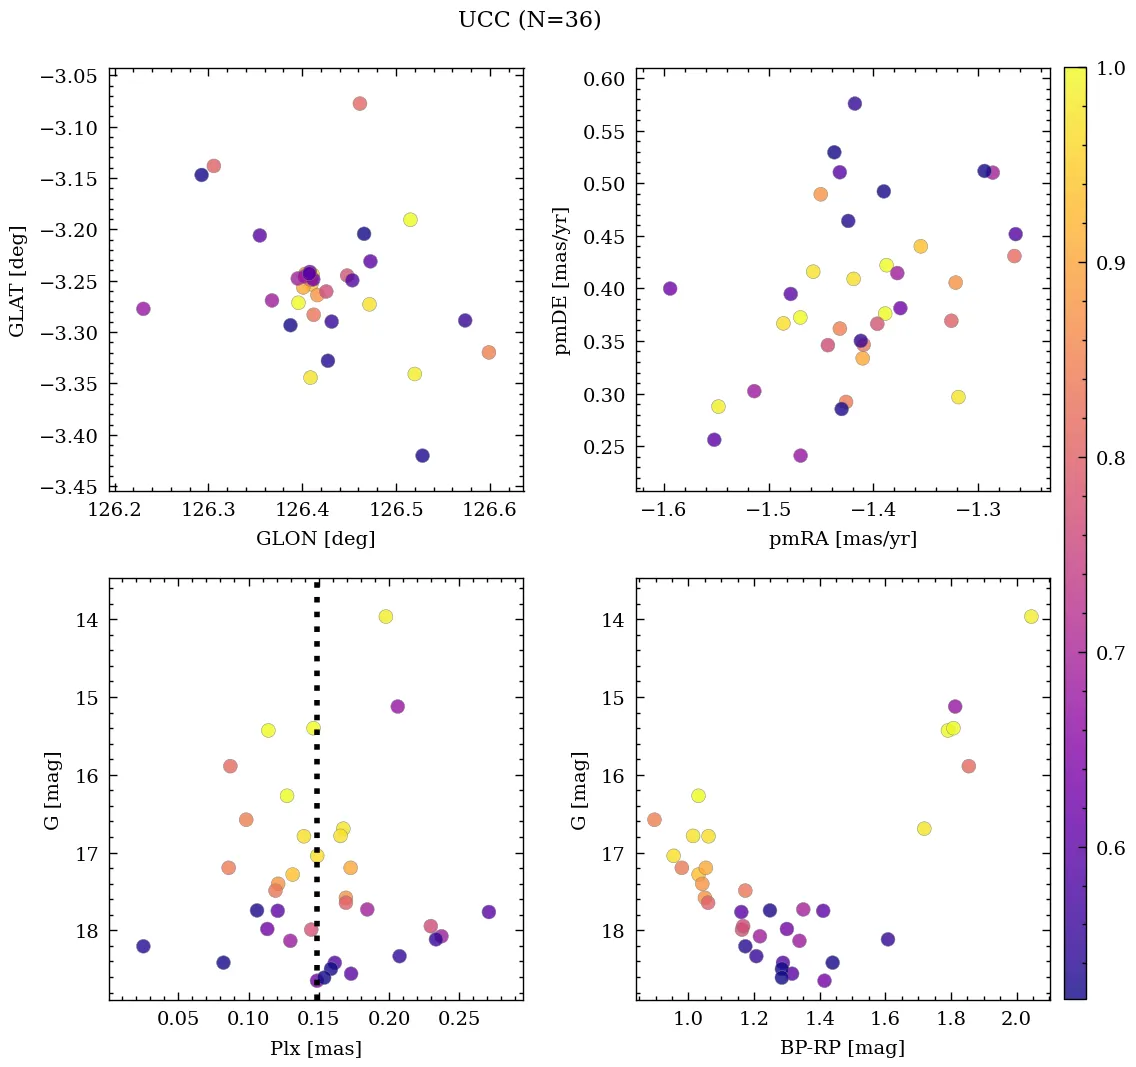 UCC (N=36)
−3.05
−3.10
−3.15
−3.20
−3.25
−3.30
−3.35
−3.40
−3.45
GLAT [deg]
126.2 126.3 126.4 126.5 126.6
GLON [deg]
0.60
0.55
0.50
0.45
0.40
0.35
0.30
0.25
pmDE [mas/yr]
−1.6 −1.5 −1.4 −1.3
pmRA [mas/yr]
14
15
16
17
18
G [mag]
0.05 0.10 0.15 0.20 0.25
Plx [mas]
14
15
16
17
18
G [mag]
1.0 1.2 1.4 1.6 1.8 2.0
BP-RP [mag]
1.0
0.9
0.8
0.7
0.6